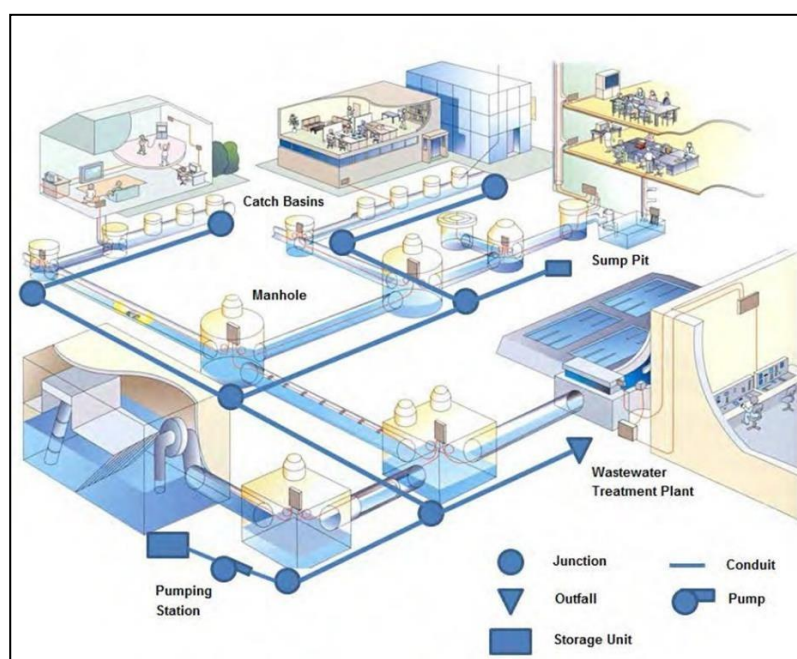 Catch Basins
Sump Pit
Manhole
Wastewater
Treatment Plant
Pumping
Station
Junction
Conduit
Outfall
Pump
Storage Unit